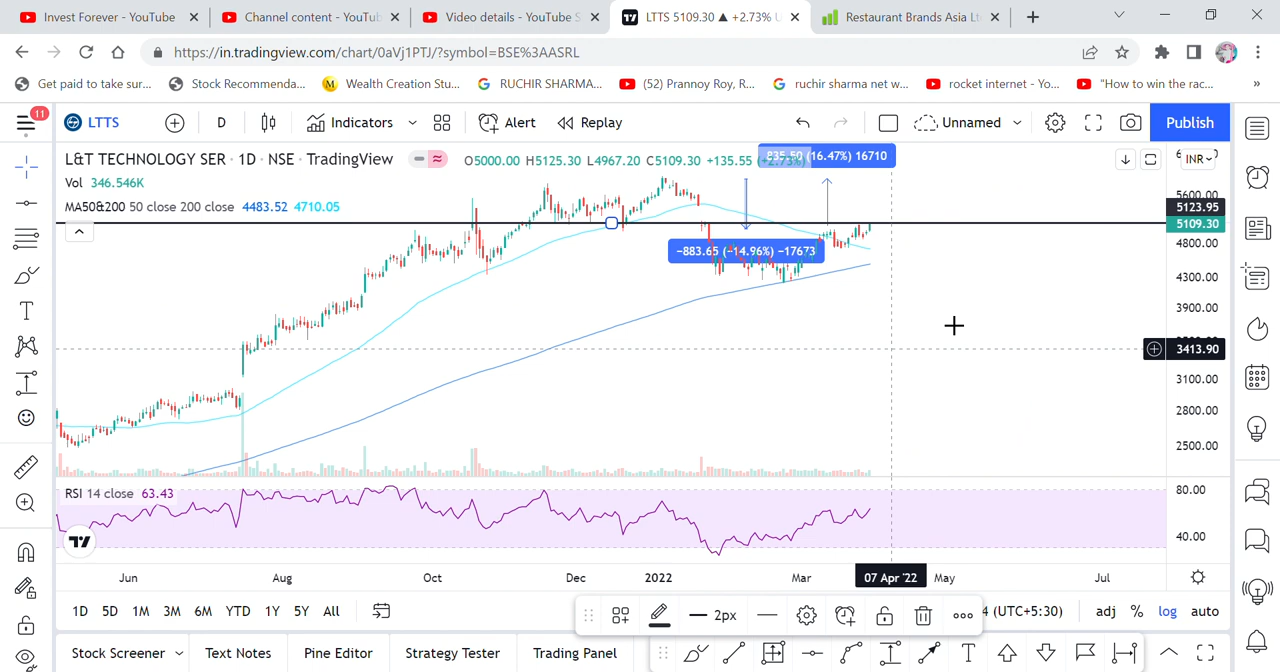 Invest Forever - YouTube
Channel content - YouTub
Video details - YouTube S
LTTS 5109.30 ▲ +2.73% U
Restaurant Brands Asia Lt
https://in.tradingview.com/chart/0aVj1PTJ/?symbol=BSE%3AASRL
Get paid to take sur...
Stock Recommenda...
Wealth Creation Stu...
RUCHIR SHARMA...
(52) Prannoy Roy, R...
ruchir sharma net w...
rocket internet - Yo...
"How to win the rac...
»
11
LTTS
D
Indicators
Alert
Replay
Unnamed
Publish
L&T TECHNOLOGY SER · 1D · NSE · TradingView
O5000.00 H5125.30 L4967.20 C5109.30 +135.55 (+2.73%)
835.50 (16.47%) 16710
INR
Vol 346.546K
MA50&200 50 close 200 close 4483.52 4710.05
5600.00
5123.95
5109.30
4800.00
−883.65 (−14.96%) −17673
4300.00
3900.00
3413.90
3100.00
2800.00
2500.00
RSI 14 close 63.43
80.00
40.00
Jun
Aug
Oct
Dec
2022
Mar
07 Apr '22
May
Jul
1D 5D 1M 3M 6M YTD 1Y 5Y All
2px
4 (UTC+5:30)
adj % log auto
Stock Screener
Text Notes
Pine Editor
Strategy Tester
Trading Panel